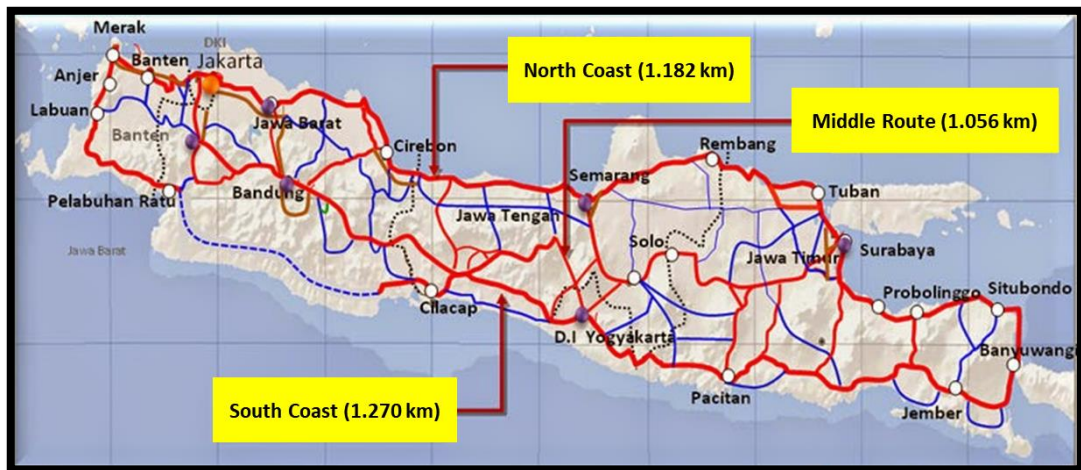 Merak
DKI
Jakarta
Banten
Anjer
Labuan
Banten
Jawa Barat
Pelabuhan Ratu
Bandung
Cirebon
Jawa Barat
North Coast (1.182 km)
Middle Route (1.056 km)
Rembang
Semarang
Tuban
Jawa Tengah
Solo
Jawa Timur
Surabaya
Cilacap
D.I Yogyakarta
Probolinggo
Situbondo
Banyuwangi
Pacitan
Jember
South Coast (1.270 km)